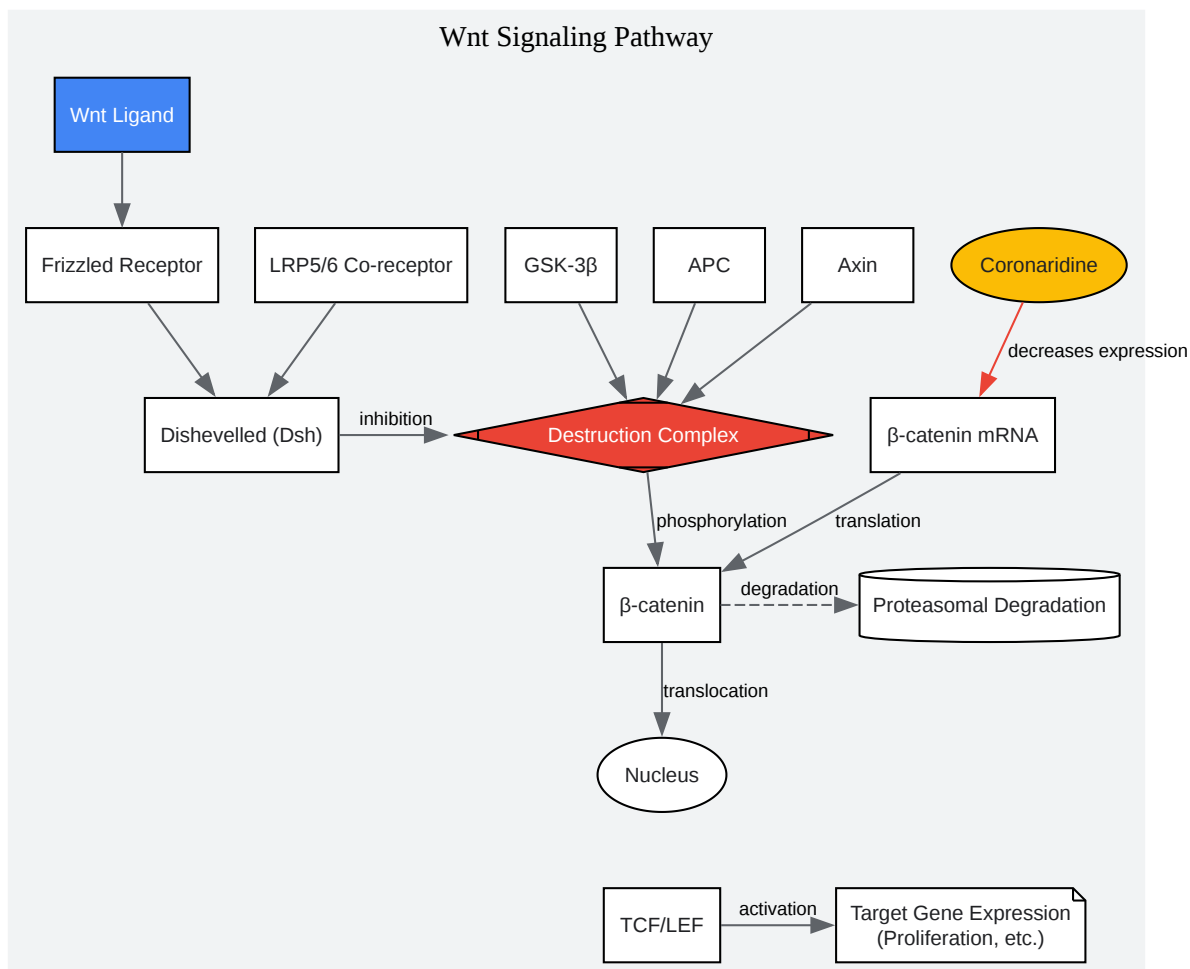 Wnt Signaling Pathway
Wnt Ligand
Frizzled Receptor
LRP5/6 Co-receptor
GSK-3β
APC
Axin
Coronaridine
decreases expression
Dishevelled (Dsh)
inhibition
Destruction Complex
β-catenin mRNA
phosphorylation
translation
β-catenin
degradation
Proteasomal Degradation
translocation
Nucleus
TCF/LEF
activation
Target Gene Expression
(Proliferation, etc.)